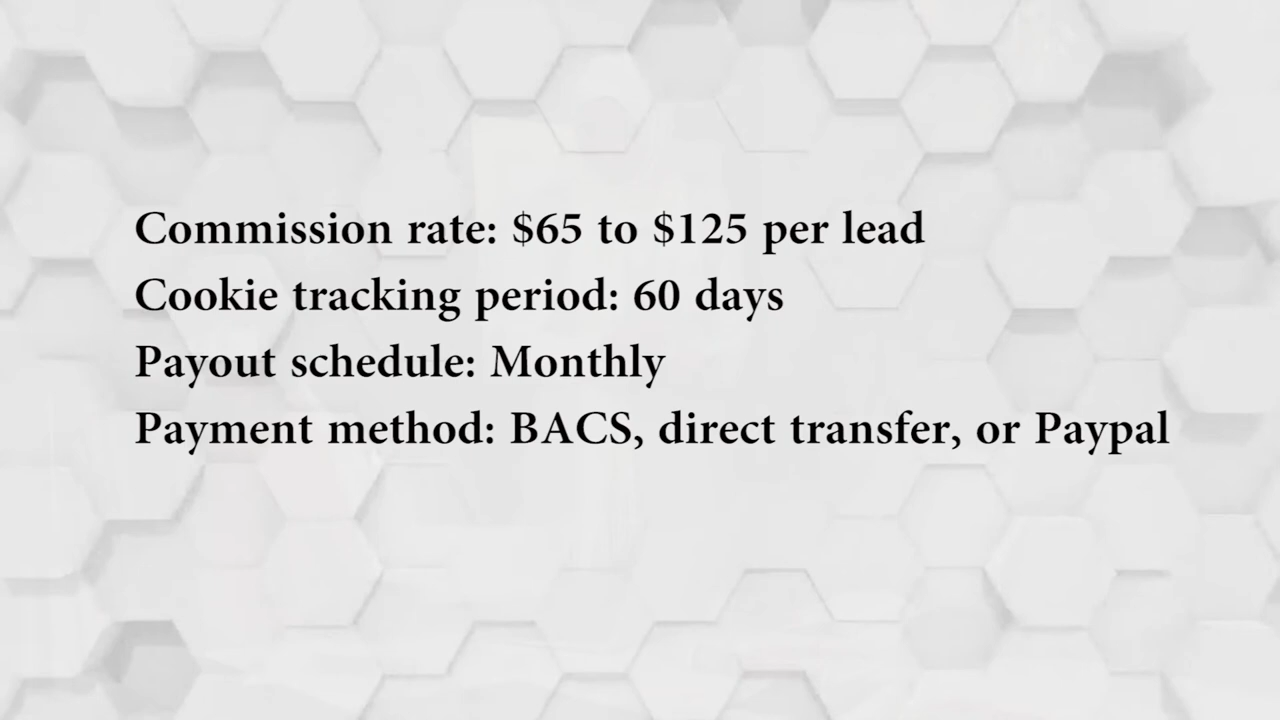 Commission rate: $65 to $125 per lead
Cookie tracking period: 60 days
Payout schedule: Monthly
Payment method: BACS, direct transfer, or Paypal